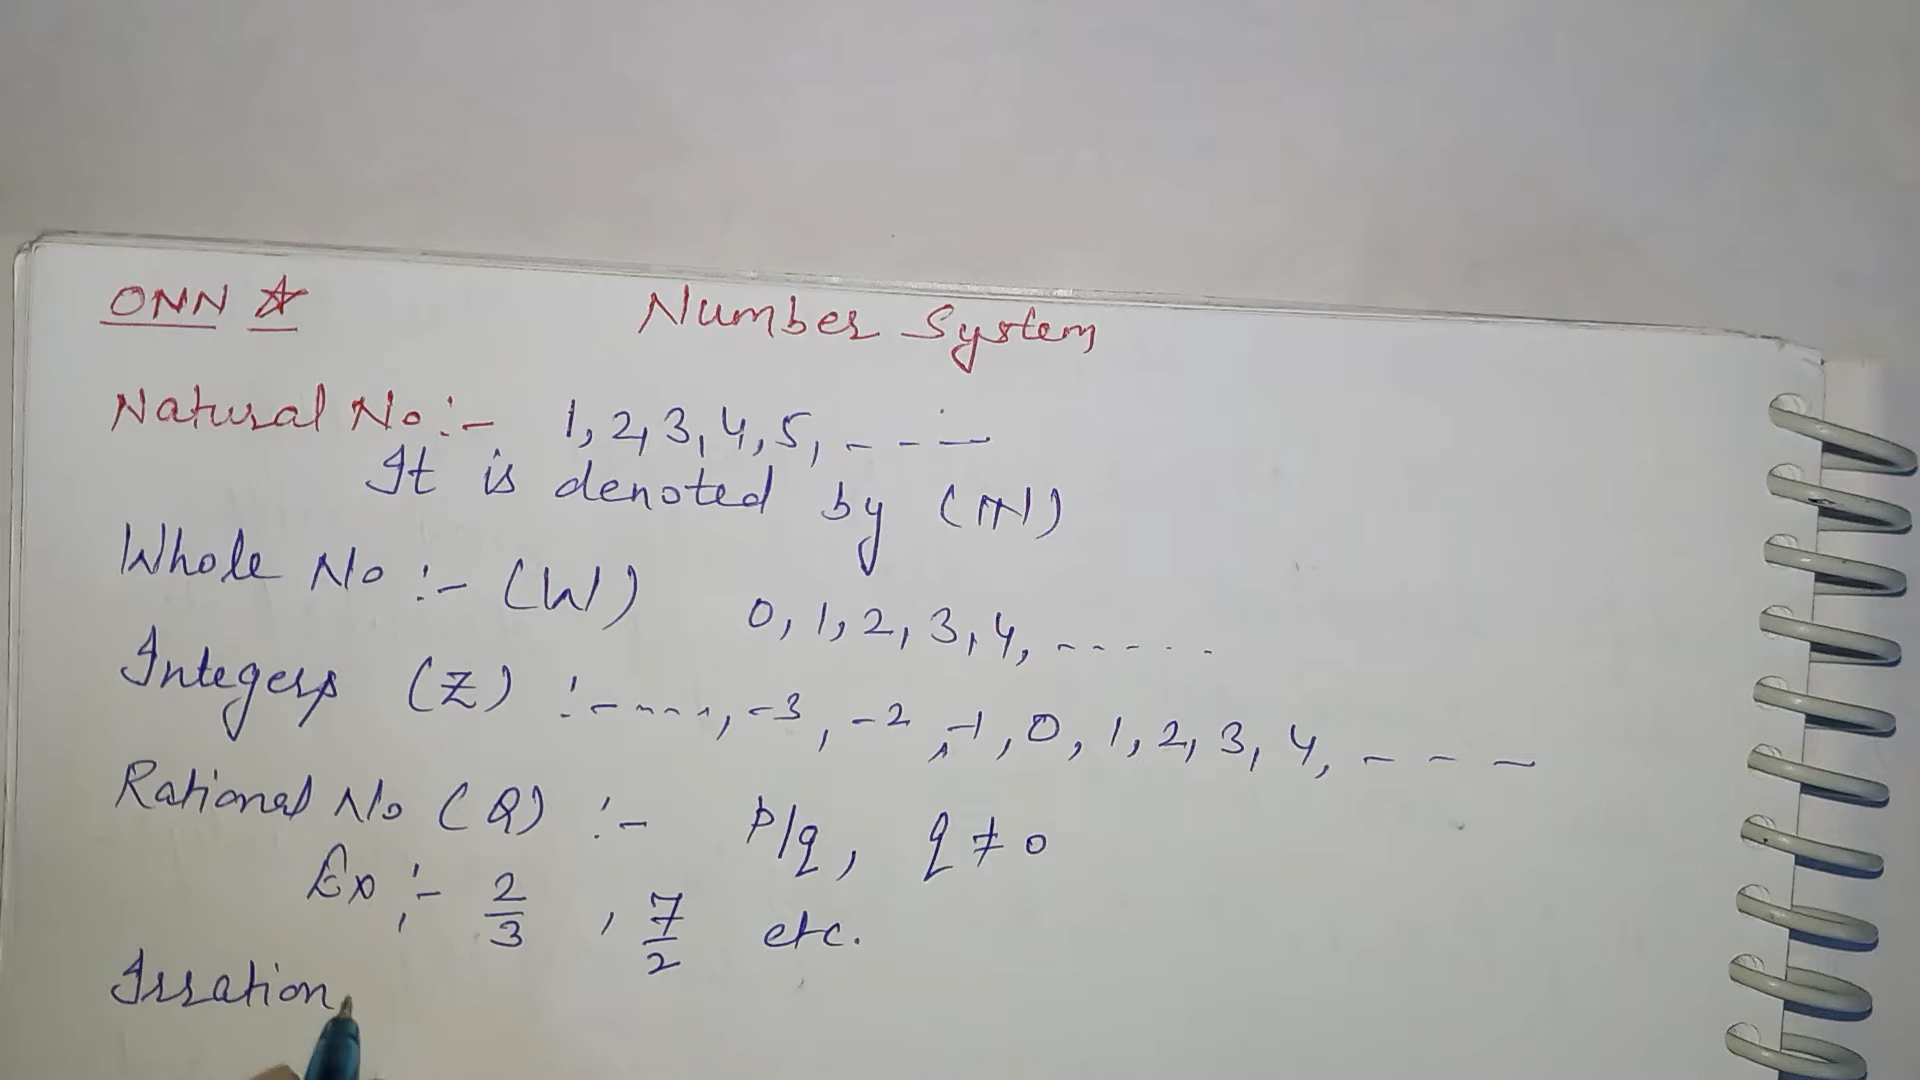 ONN ☆ Number System
Natural No :- 1, 2, 3, 4, 5, - - -
It is denoted by (N)
Whole No :- (W) 0, 1, 2, 3, 4, - - - - -
Integers (Z) :- - - - -, -3, -2, -1, 0, 1, 2, 3, 4, - - -
Rational No (Q) :- p/q, q ≠ 0
Ex :- 2/3, 7/2 etc.
Irration